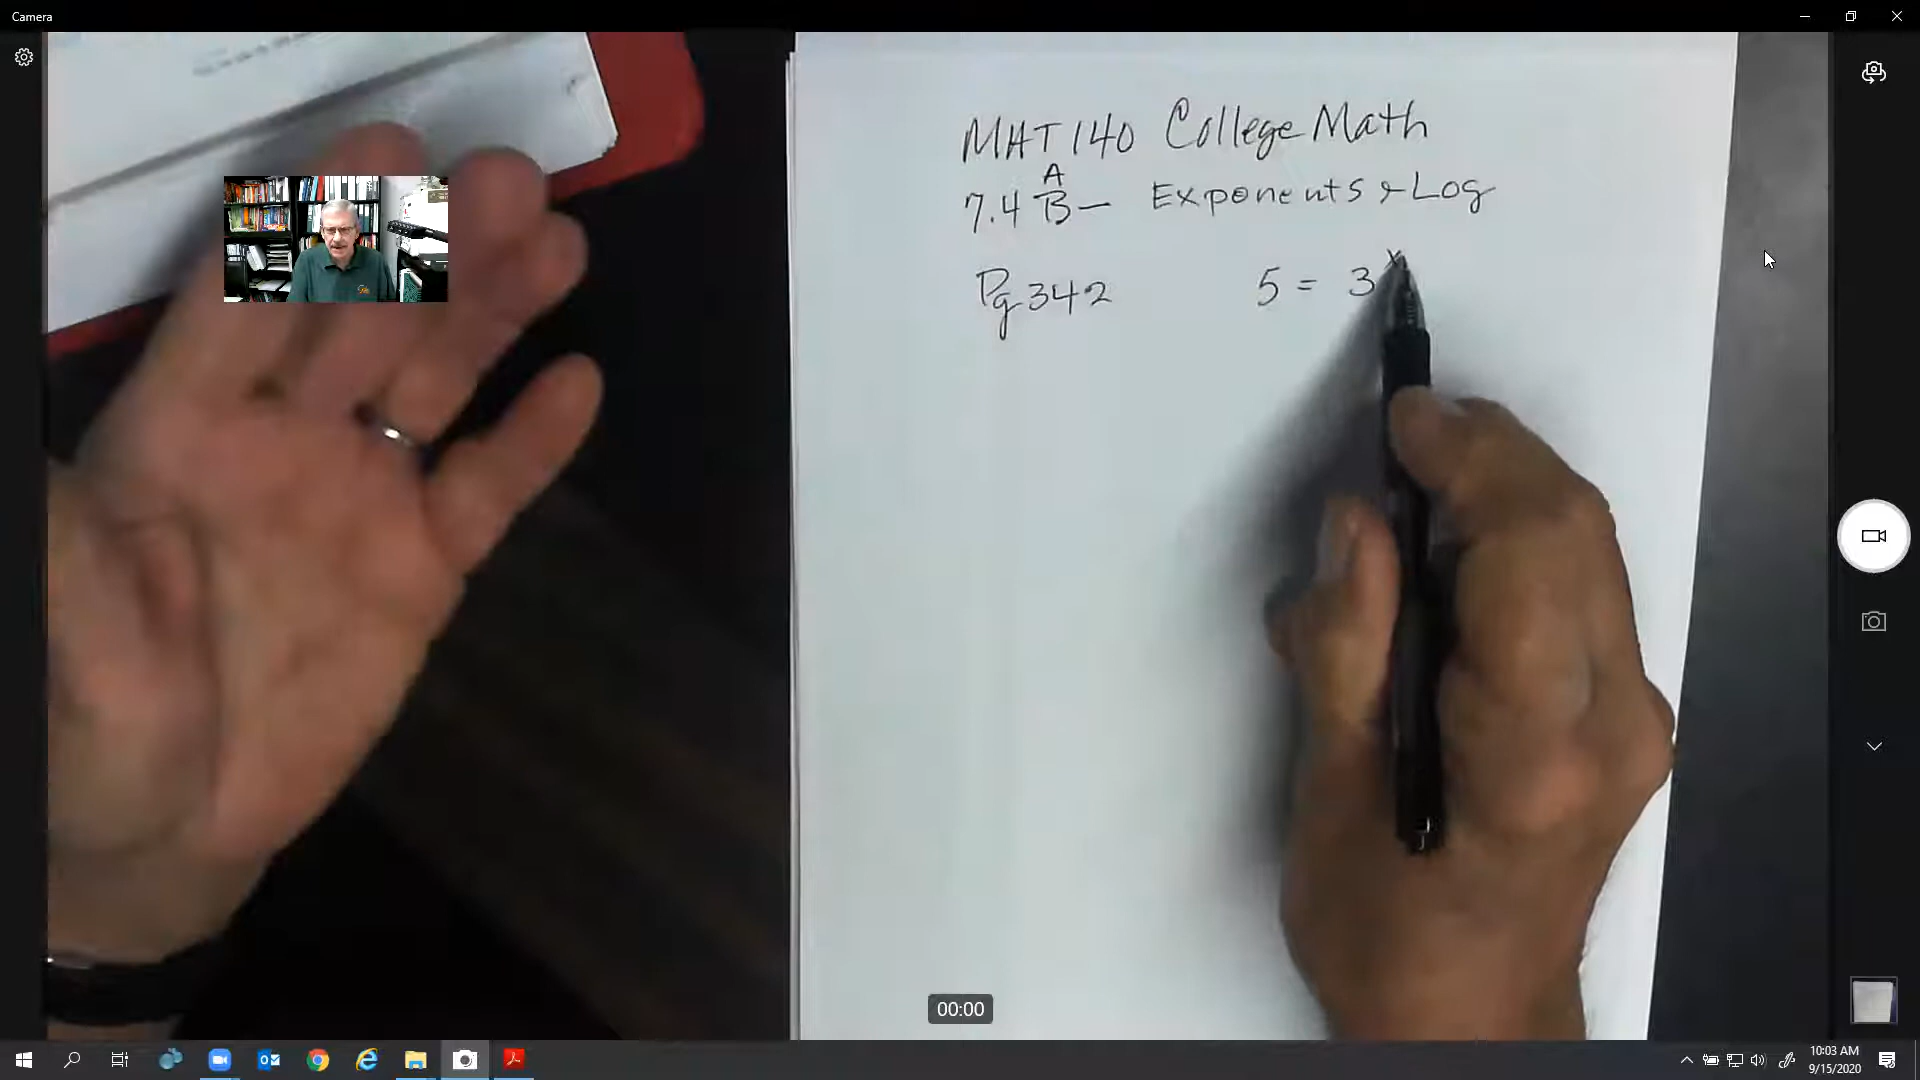 Camera
MAT 140 College Math
A
7.4 B - Exponents & Log
Pg 342 5 = 3 x
00:00
10:03 AM
9/15/2020